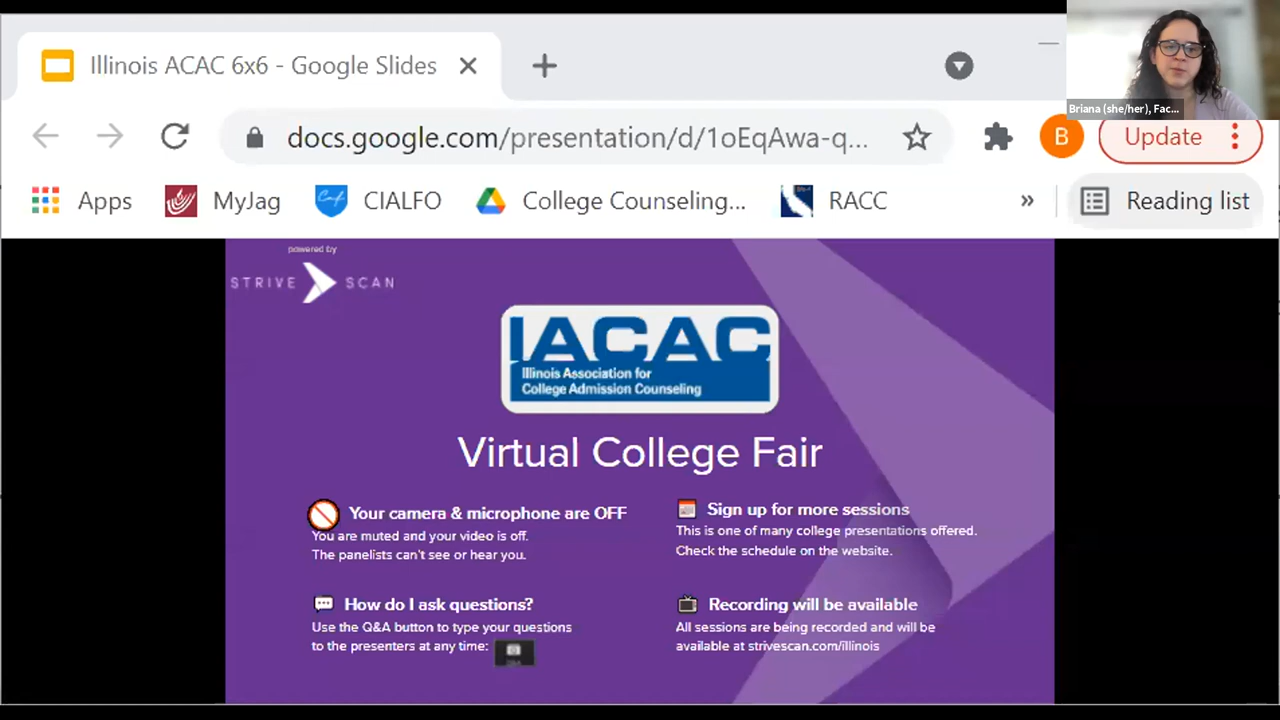 Illinois ACAC 6x6 - Google Slides
Briana (she/her), Fac...
docs.google.com/presentation/d/1oEqAwa-q...
B
Update
Apps
MyJag
CIALFO
College Counseling...
RACC
»
Reading list
powered by
STRIVE SCAN
IACAC
Illinois Association for
College Admission Counseling
Virtual College Fair
Your camera & microphone are OFF
You are muted and your video is off.
The panelists can't see or hear you.
Sign up for more sessions
This is one of many college presentations offered.
Check the schedule on the website.
How do I ask questions?
Use the Q&A button to type your questions
to the presenters at any time:
Recording will be available
All sessions are being recorded and will be
available at strivescan.com/illinois